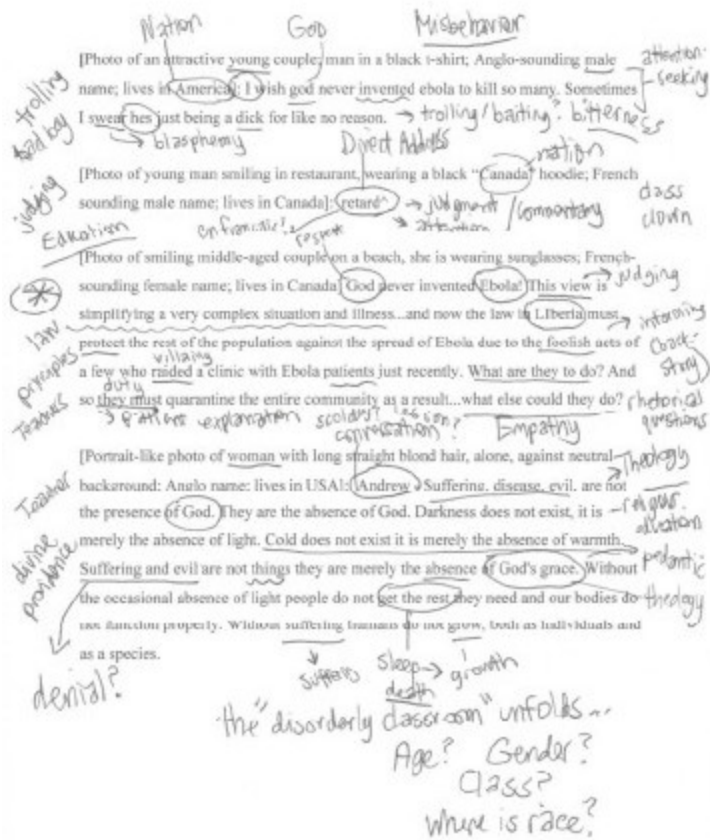 Nation God Misbehavior
[Photo of an attractive young couple; man in a black t-shirt; Anglo-sounding male
attention-seeking
name; lives in America]: I wish god never invented ebola to kill so many. Sometimes
trolling
I swear hes just being a dick for like no reason. → trolling/baiting? bitterness
bad boy
→ blasphemy
Direct Address
nation
[Photo of young man smiling in restaurant, wearing a black "Canada" hoodie; French
judging
sounding male name; lives in Canada]: retard^ → judgment / commentary
class clown
→ attention
Education
respect
[Photo of smiling middle-aged couple on a beach, she is wearing sunglasses; French-
sounding female name; lives in Canada] God never invented Ebola! This view is → judging
simplifying a very complex situation and illness...and now the law in LIberia must → informing
law
protect the rest of the population against the spread of Ebola due to the foolish acts of
back story
villains
principles
a few who raided a clinic with Ebola patients just recently. What are they to do? And
duty
Teachers
so they must quarantine the entire community as a result...what else could they do? rhetorical questions
explanation
conversation?
Empathy
[Portrait-like photo of woman with long straight blond hair, alone, against neutral
Theology
background; Anglo name; lives in USA]: Andrew. Suffering, disease, evil, are not
Teacher
the presence of God. They are the absence of God. Darkness does not exist, it is
religious education
merely the absence of light. Cold does not exist it is merely the absence of warmth.
pedantic
divine providence
Suffering and evil are not things they are merely the absence of God's grace. Without
theology
the occasional absence of light people do not get the rest they need and our bodies do
not function properly. Without suffering humans do not grow, both as individuals and
as a species.
sleep → growth
death
denial?
the "disorderly classroom" unfolds...
Age? Gender?
Class?
Where is race?